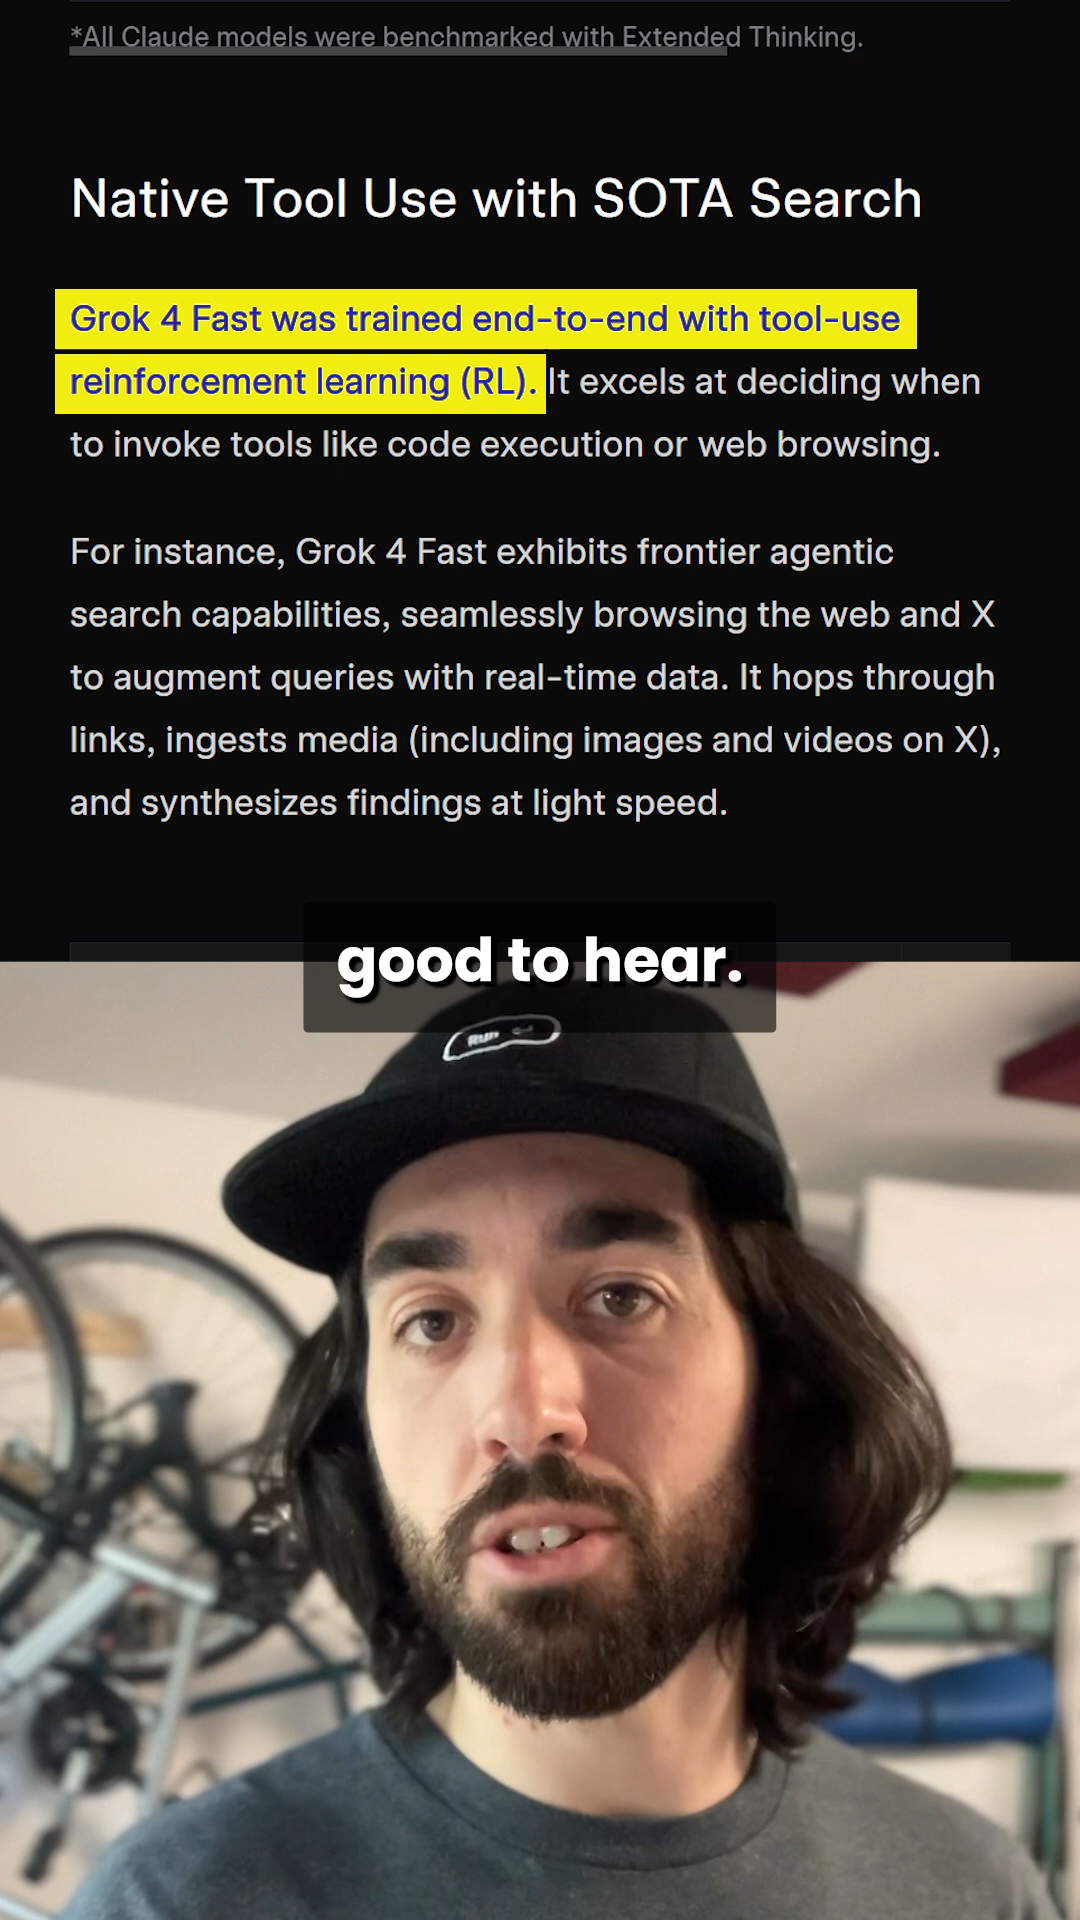 *All Claude models were benchmarked with Extended Thinking.
Native Tool Use with SOTA Search
Grok 4 Fast was trained end-to-end with tool-use
reinforcement learning (RL). It excels at deciding when
to invoke tools like code execution or web browsing.
For instance, Grok 4 Fast exhibits frontier agentic
search capabilities, seamlessly browsing the web and X
to augment queries with real-time data. It hops through
links, ingests media (including images and videos on X),
and synthesizes findings at light speed.
good to hear.
Run